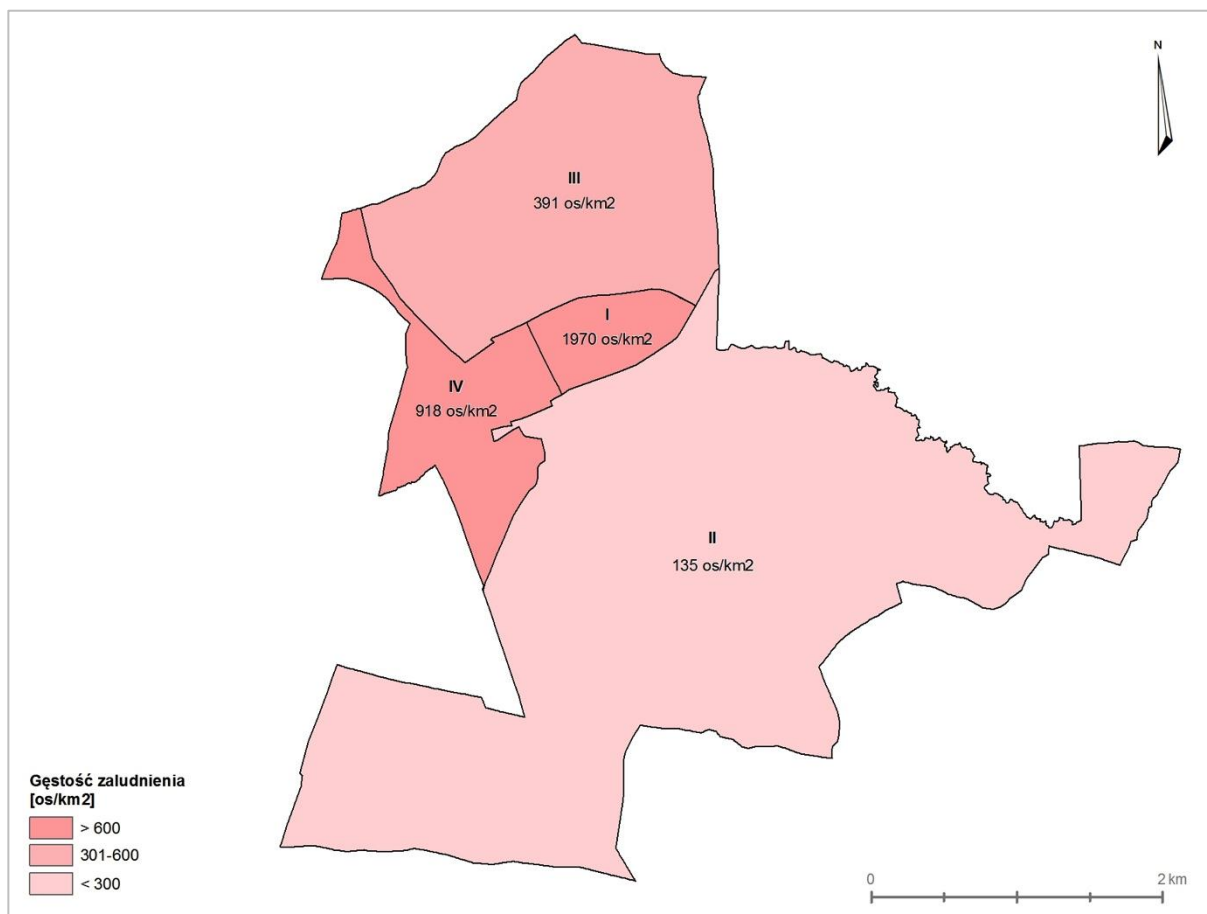 N
III
391 os/km2
I
1970 os/km2
IV
918 os/km2
II
135 os/km2
Gęstość zaludnienia
[os/km2]
> 600
301-600
< 300
0 2 km